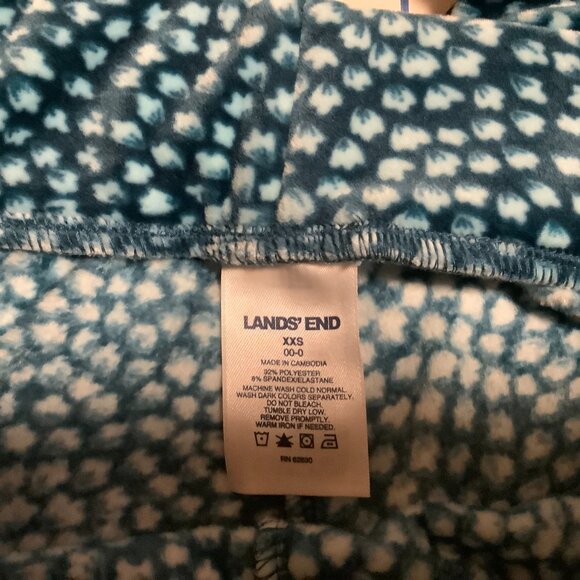 LANDS' END
XXS
00-0
MADE IN CAMBODIA
92% POLYESTER
8% SPANDEX/ELASTANE
MACHINE WASH COLD NORMAL.
WASH DARK COLORS SEPARATELY.
DO NOT BLEACH.
TUMBLE DRY LOW.
REMOVE PROMPTLY.
WARM IRON IF NEEDED.
RN 62830